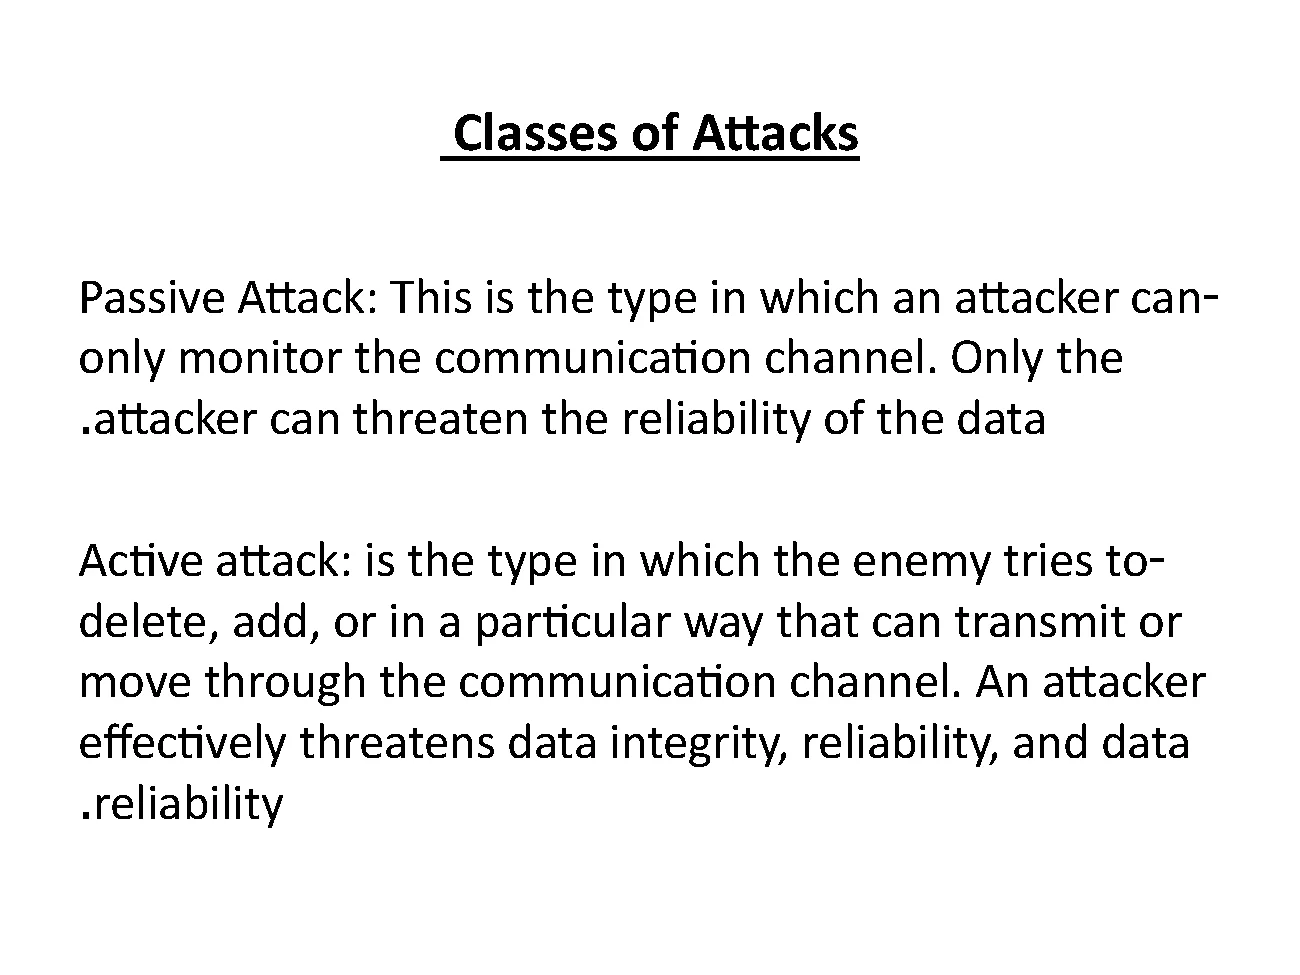 Classes of Attacks
Passive Attack: This is the type in which an attacker can-
only monitor the communication channel. Only the
.attacker can threaten the reliability of the data
Active attack: is the type in which the enemy tries to-
delete, add, or in a particular way that can transmit or
move through the communication channel. An attacker
effectively threatens data integrity, reliability, and data
.reliability